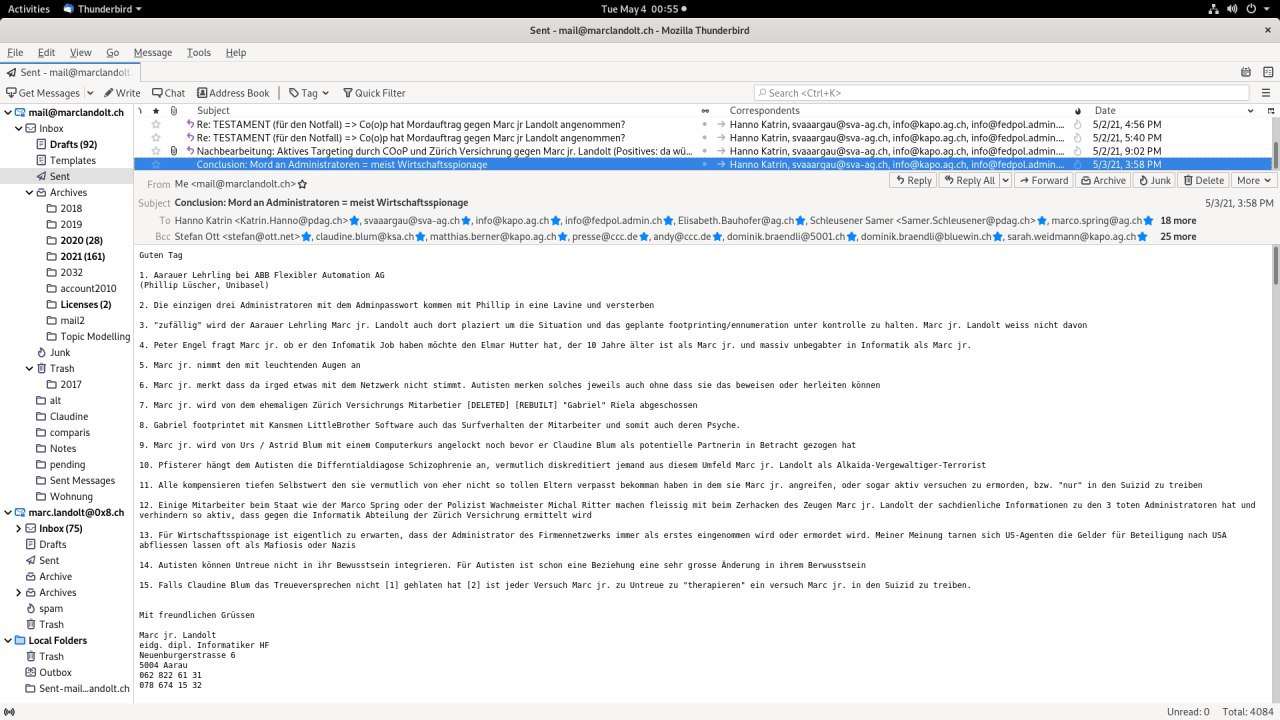 Activities Thunderbird Tue May 4 00:55
Sent - mail@marclandolt.ch - Mozilla Thunderbird
File Edit View Go Message Tools Help
Sent - mail@marclandolt
Get Messages Write Chat Address Book Tag Quick Filter Search <Ctrl+K>
mail@marclandolt.ch
Inbox
Drafts (92)
Templates
Sent
Archives
2018
2019
2020 (28)
2021 (161)
2032
account2010
Licenses (2)
mail2
Topic Modelling
Junk
Trash
2017
alt
Claudine
comparis
Notes
pending
Sent Messages
Wohnung
marc.landolt@0x8.ch
Inbox (75)
Drafts
Sent
Archive
Archives
spam
Trash
Local Folders
Trash
Outbox
Sent-mail...andolt.ch
Subject Correspondents Date
Re: TESTAMENT (für den Notfall) => Co(o)p hat Mordauftrag gegen Marc jr Landolt angenommen? Hanno Katrin, svaaargau@sva-ag.ch, info@kapo.ag.ch, info@fedpol.admin.... 5/2/21, 4:56 PM
Re: TESTAMENT (für den Notfall) => Co(o)p hat Mordauftrag gegen Marc jr Landolt angenommen? Hanno Katrin, svaaargau@sva-ag.ch, info@kapo.ag.ch, info@fedpol.admin.... 5/2/21, 5:40 PM
Nachbearbeitung: Aktives Targeting durch COoP und Zürich Versicherung gegen Marc jr. Landolt (Positives: da wü... Hanno Katrin, svaaargau@sva-ag.ch, info@kapo.ag.ch, info@fedpol.admin.... 5/2/21, 9:02 PM
Conclusion: Mord an Administratoren = meist Wirtschaftsspionage Hanno Katrin, svaaargau@sva-ag.ch, info@kapo.ag.ch, info@fedpol.admin.... 5/3/21, 3:58 PM
From Me <mail@marclandolt.ch> Reply Reply All Forward Archive Junk Delete More
Subject Conclusion: Mord an Administratoren = meist Wirtschaftsspionage 5/3/21, 3:58 PM
To Hanno Katrin <Katrin.Hanno@pdag.ch>, svaaargau@sva-ag.ch, info@kapo.ag.ch, info@fedpol.admin.ch, Elisabeth.Bauhofer@ag.ch, Schleusener Samer <Samer.Schleusener@pdag.ch>, marco.spring@ag.ch 18 more
Bcc Stefan Ott <stefan@ott.net>, claudine.blum@ksa.ch, matthias.berner@kapo.ag.ch, presse@ccc.de, andy@ccc.de, dominik.braendli@5001.ch, dominik.braendli@bluewin.ch, sarah.weidmann@kapo.ag.ch 25 more
Guten Tag
1. Aarauer Lehrling bei ABB Flexibler Automation AG
(Phillip Lüscher, Unibasel)
2. Die einzigen drei Administratoren mit dem Adminpasswort kommen mit Phillip in eine Lavine und versterben
3. "zufällig" wird der Aarauer Lehrling Marc jr. Landolt auch dort plaziert um die Situation und das geplante footprinting/ennumeration unter kontrolle zu halten. Marc jr. Landolt weiss nicht davon
4. Peter Engel fragt Marc jr. ob er den Infomatik Job haben möchte den Elmar Hutter hat, der 10 Jahre älter ist als Marc jr. und massiv unbegabter in Informatik als Marc jr.
5. Marc jr. nimmt den mit leuchtenden Augen an
6. Marc jr. merkt dass da irged etwas mit dem Netzwerk nicht stimmt. Autisten merken solches jeweils auch ohne dass sie das beweisen oder herleiten können
7. Marc jr. wird von dem ehemaligen Zürich Versichrungs Mitarbetier [DELETED] [REBUILT] "Gabriel" Riela abgeschossen
8. Gabriel footprintet mit Kansmen LittleBrother Software auch das Surfverhalten der Mitarbeiter und somit auch deren Psyche.
9. Marc jr. wird von Urs / Astrid Blum mit einem Computerkurs angelockt noch bevor er Claudine Blum als potentielle Partnerin in Betracht gezogen hat
10. Pfisterer hängt dem Autisten die Differntialdiagose Schizophrenie an, vermutlich diskreditiert jemand aus diesem Umfeld Marc jr. Landolt als Alkaida-Vergewaltiger-Terrorist
11. Alle kompensieren tiefen Selbstwert den sie vermutlich von eher nicht so tollen Eltern verpasst bekomman haben in dem sie Marc jr. angreifen, oder sogar aktiv versuchen zu ermorden, bzw. "nur" in den Suizid zu treiben
12. Einige Mitarbeiter beim Staat wie der Marco Spring oder der Polizist Wachmeister Michal Ritter machen fleissig mit beim Zerhacken des Zeugen Marc jr. Landolt der sachdienliche Informationen zu den 3 toten Administratoren hat und
verhindern so aktiv, dass gegen die Informatik Abteilung der Zürich Versichrung ermittelt wird
13. Für Wirtschaftsspionage ist eigentlich zu erwarten, dass der Administrator des Firmennetzwerks immer als erstes eingenommen wird oder ermordet wird. Meiner Meinung tarnen sich US-Agenten die Gelder für Beteiligung nach USA
abfliessen lassen oft als Mafiosis oder Nazis
14. Autisten können Untreue nicht in ihr Bewusstsein integrieren. Für Autisten ist schon eine Beziehung eine sehr grosse Änderung in ihrem Berwusstsein
15. Falls Claudine Blum das Treueversprechen nicht [1] gehlaten hat [2] ist jeder Versuch Marc jr. zu Untreue zu "therapieren" ein versuch Marc jr. in den Suizid zu treiben.
Mit freundlichen Grüssen
Marc jr. Landolt
eidg. dipl. Informatiker HF
Neuenburgerstrasse 6
5004 Aarau
062 822 61 31
078 674 15 32
Unread: 0 Total: 4084